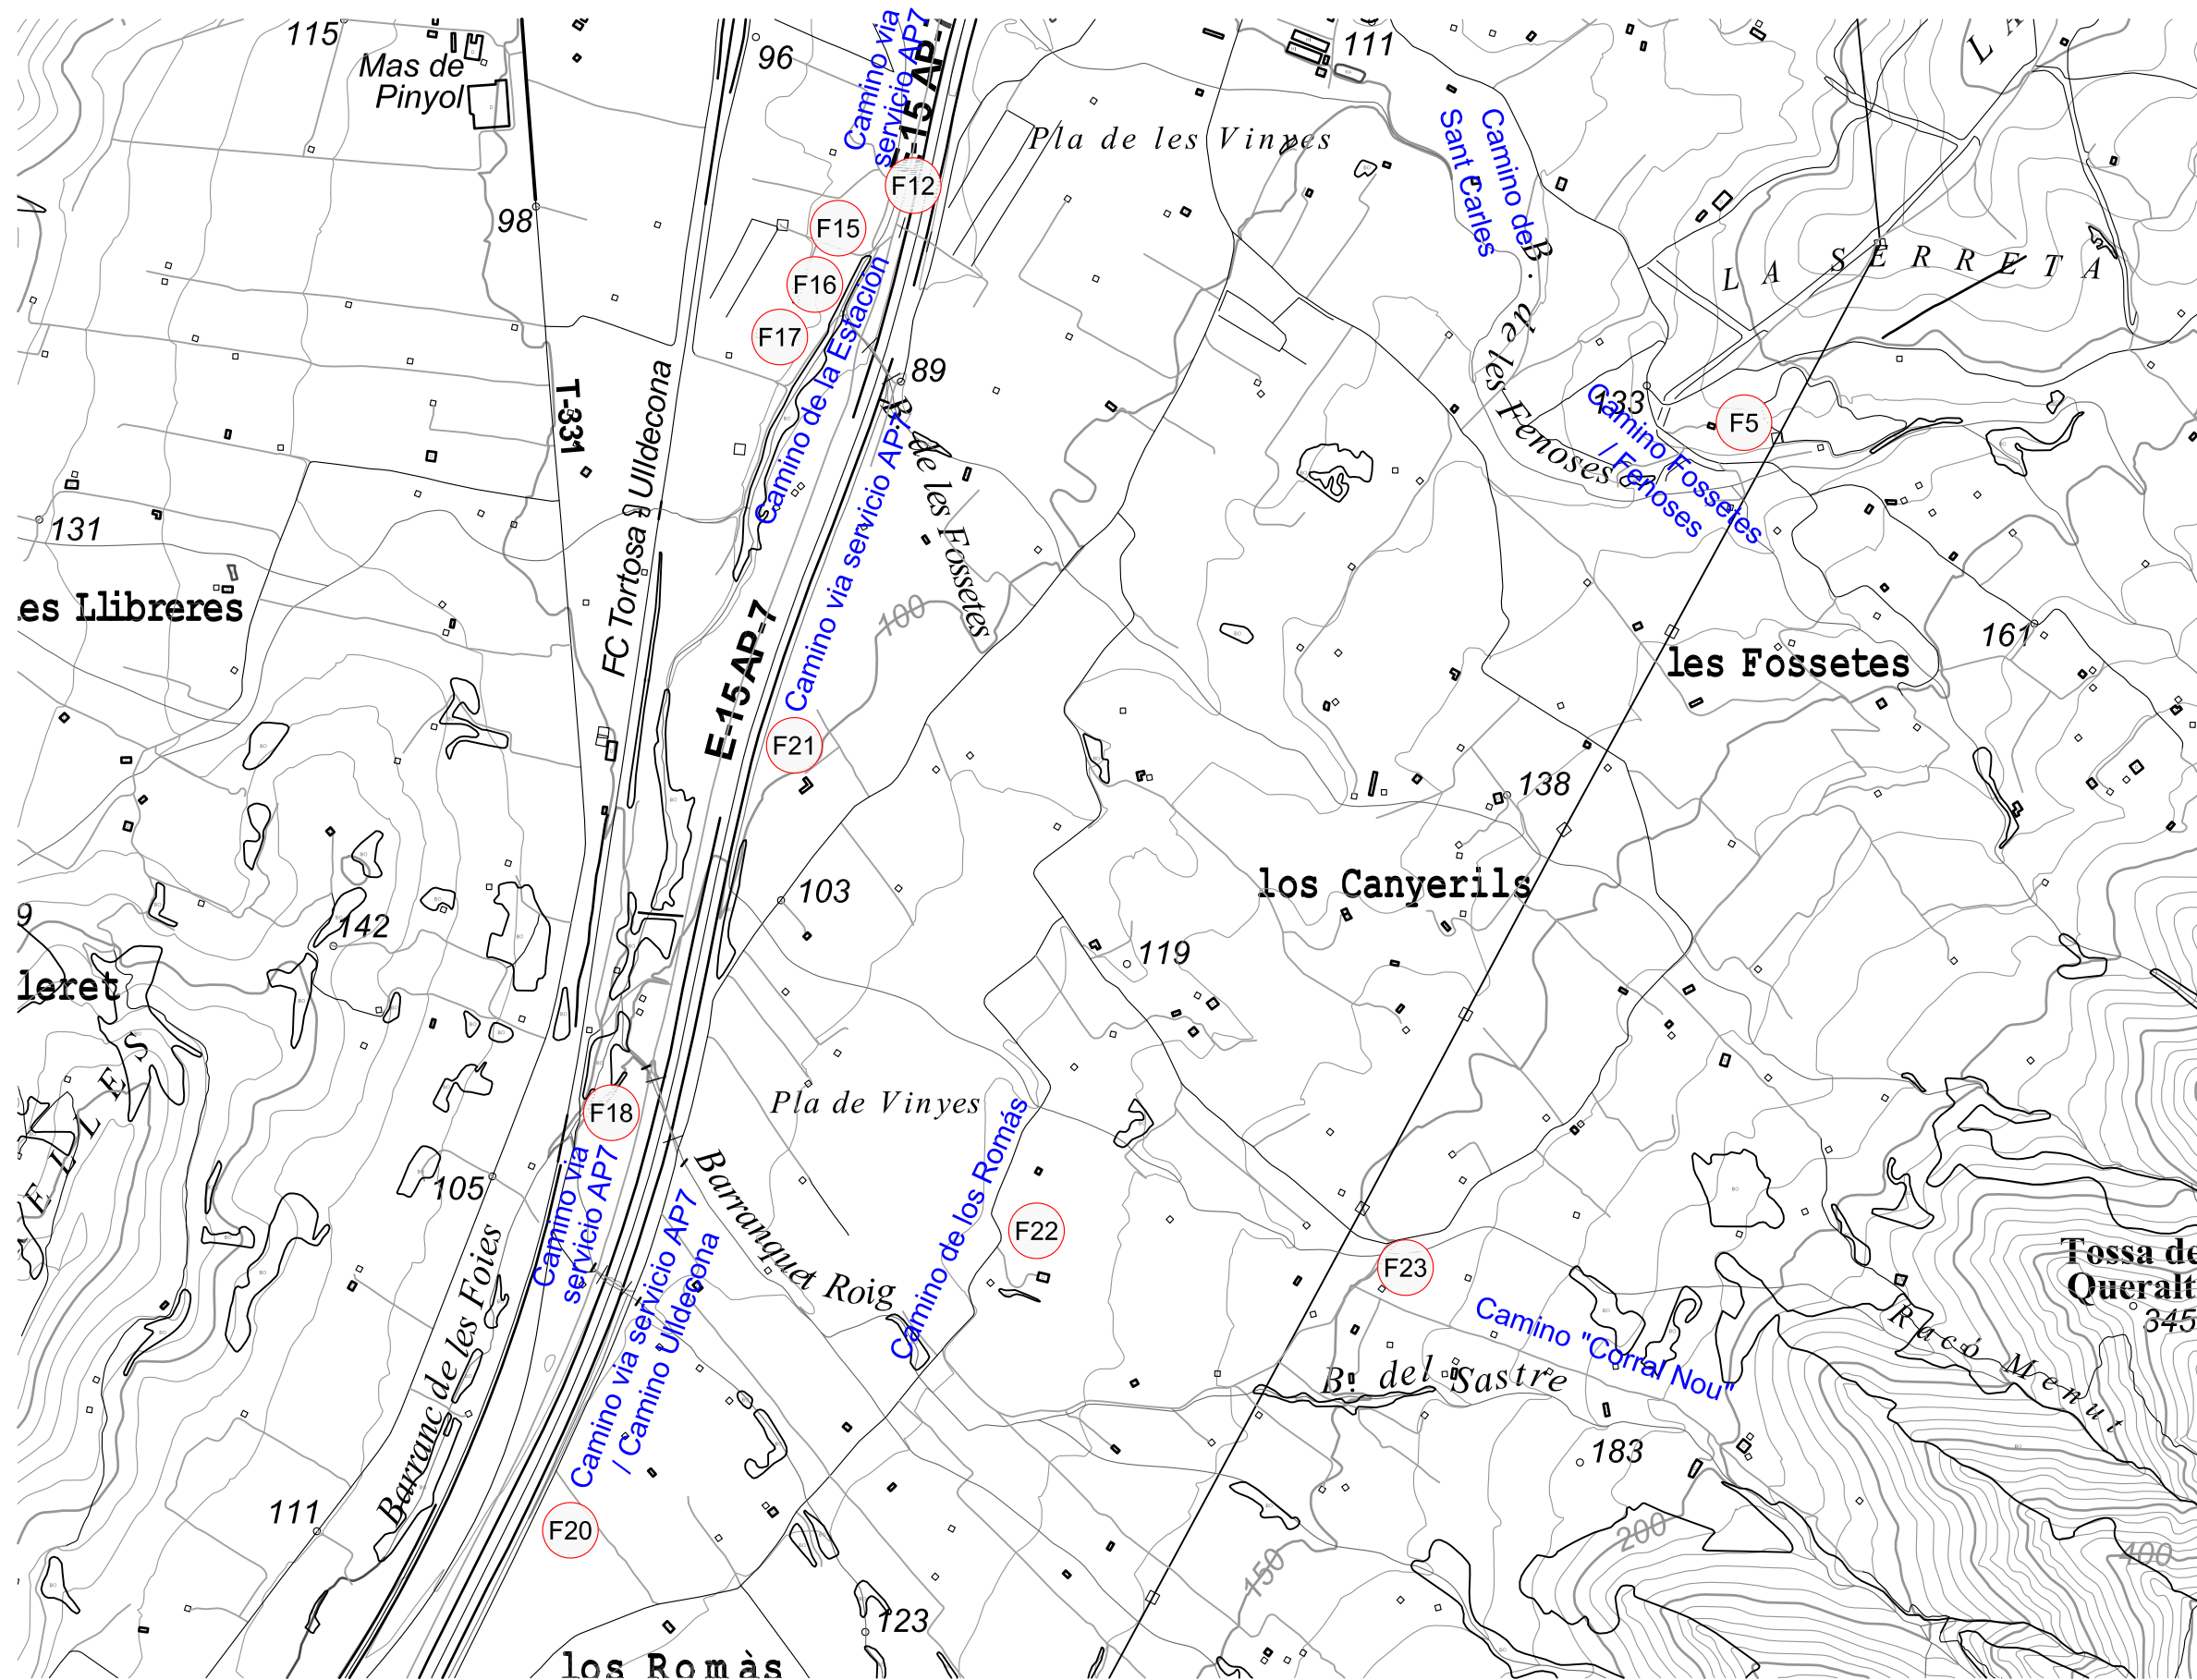 115
Mas de
Pinyol
96
Camino via
servicio AP7
E-15 AP-7
111
Pla de les Vinyes
Camino de
Sant Carles
B. de les Fenoses
LA SERRETA
98
F12
F15
F16
F17
Camino de la Estación
89
T-331
FC Tortosa
Ulldecona
B. de les Fossetes
133
F5
Camino Fossetes
/ Fenoses
131
es Llibreres
Camino via servicio AP7
100
E-15 AP-7
161
les Fossetes
F21
138
103
los Canyerils
9
142
119
leret
ELLES
F18
Pla de Vinyes
105
Camino via
servicio AP7
Barranquet Roig
Camino de los Romás
F22
F23
Tossa de
Queralt
345
Racó Menut
Camino "Corral Nou"
B. del Sastre
Barranc de les Foies
Camino via servicio AP7
/ Camino Ulldecona
183
111
F20
200
150
400
123
los Romàs